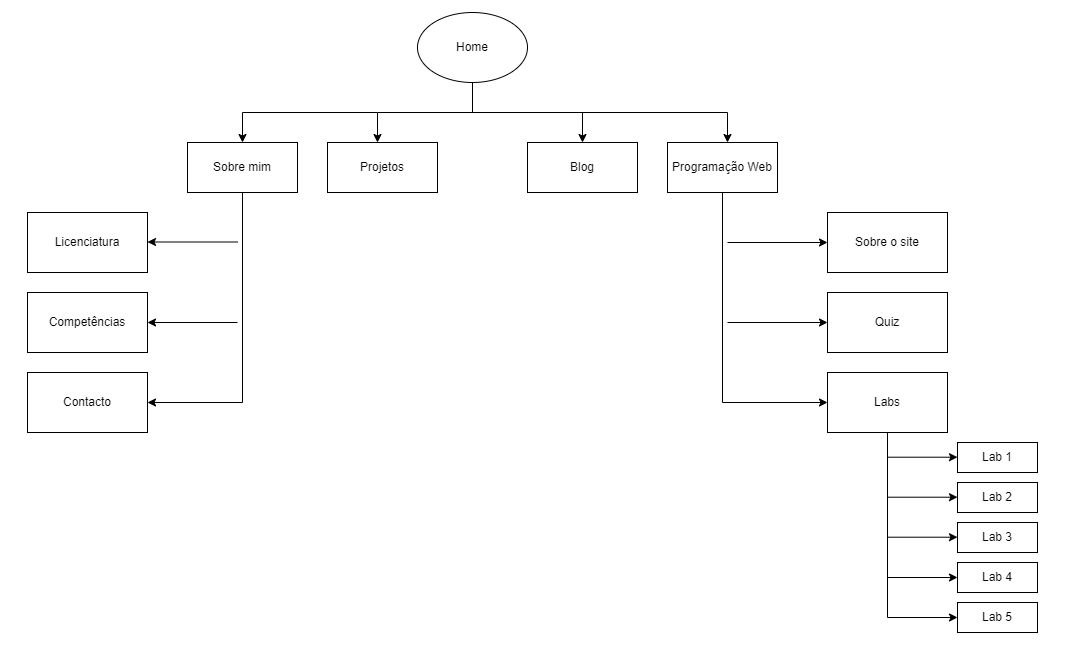 Home
Sobre mim
Projetos
Blog
Programação Web
Licenciatura
Sobre o site
Competências
Quiz
Contacto
Labs
Lab 1
Lab 2
Lab 3
Lab 4
Lab 5